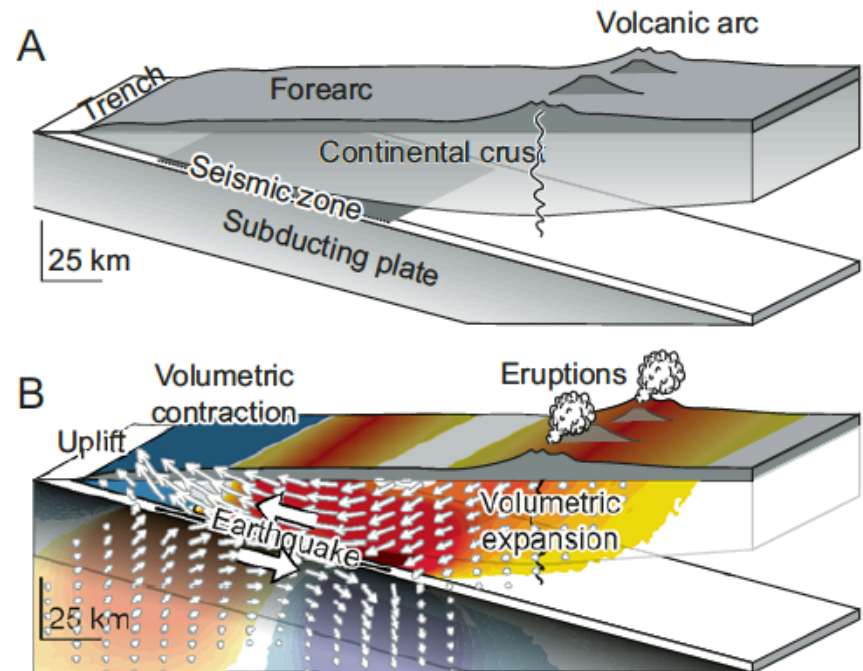 A
Volcanic arc
Trench
Forearc
Continental crust
Seismic zone
Subducting plate
25 km
B
Volumetric
contraction
Eruptions
Uplift
Volumetric
expansion
Earthquake
25 km